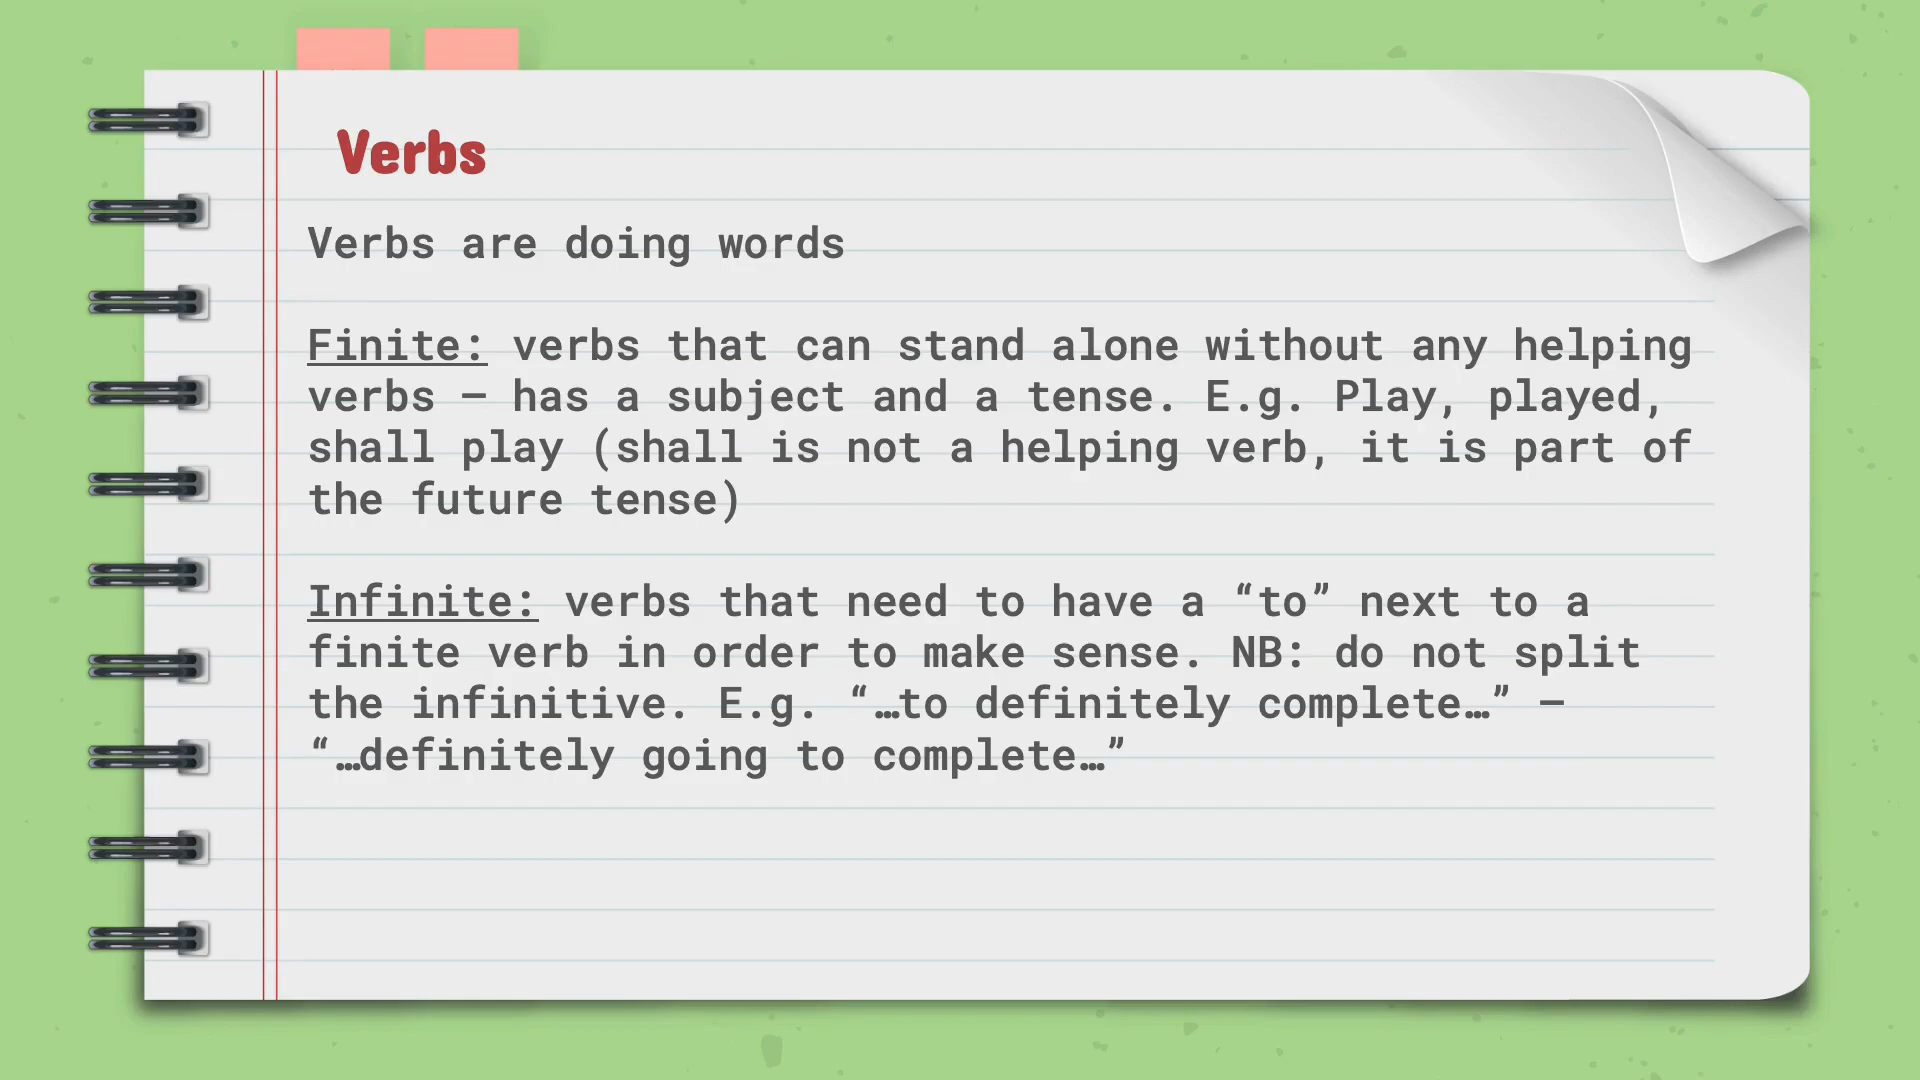 Verbs
Verbs are doing words
Finite: verbs that can stand alone without any helping
verbs – has a subject and a tense. E.g. Play, played,
shall play (shall is not a helping verb, it is part of
the future tense)
Infinite: verbs that need to have a “to” next to a
finite verb in order to make sense. NB: do not split
the infinitive. E.g. “…to definitely complete…” –
“…definitely going to complete…”